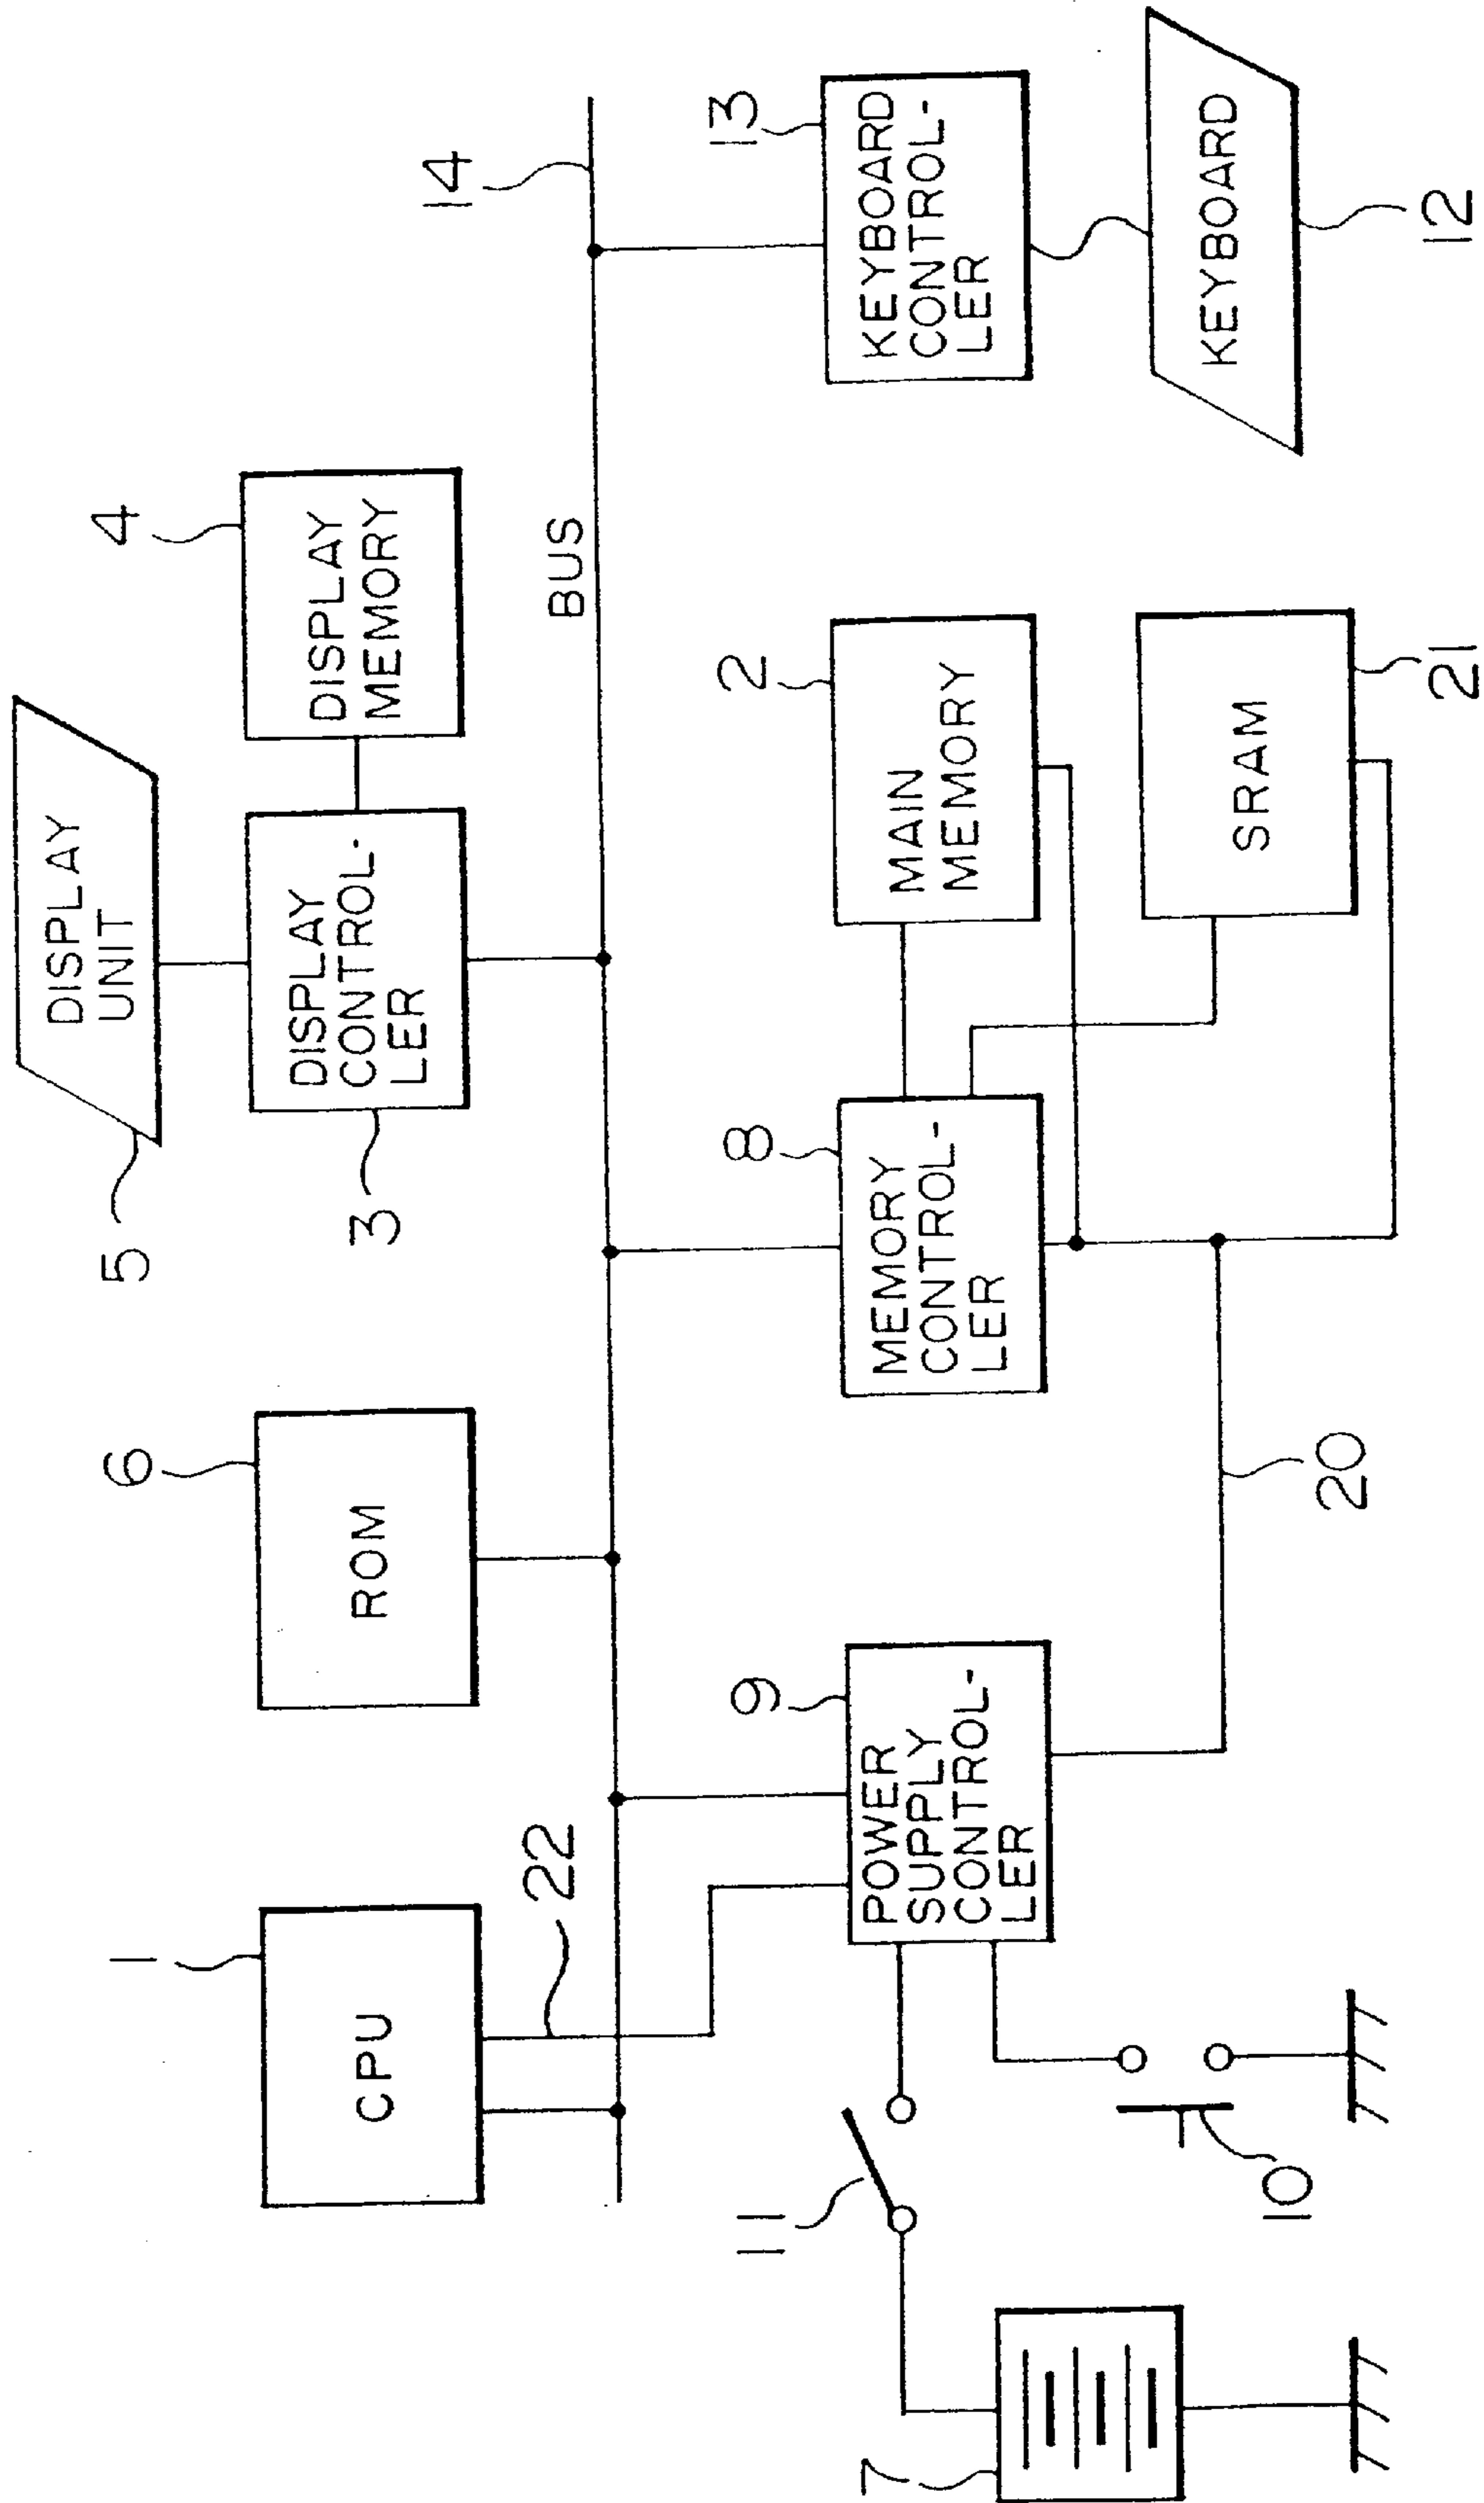 5
DISPLAY
UNIT
1
CPU
22
6
ROM
3
DISPLAY
CONTROL-
LER
4
DISPLAY
MEMORY
BUS
14
11
9
POWER
SUPPLY
CONTROL-
LER
8
MEMORY
CONTROL-
LER
2
MAIN
MEMORY
13
KEYBOARD
CONTROL-
LER
7
10
20
SRAM
21
KEYBOARD
12